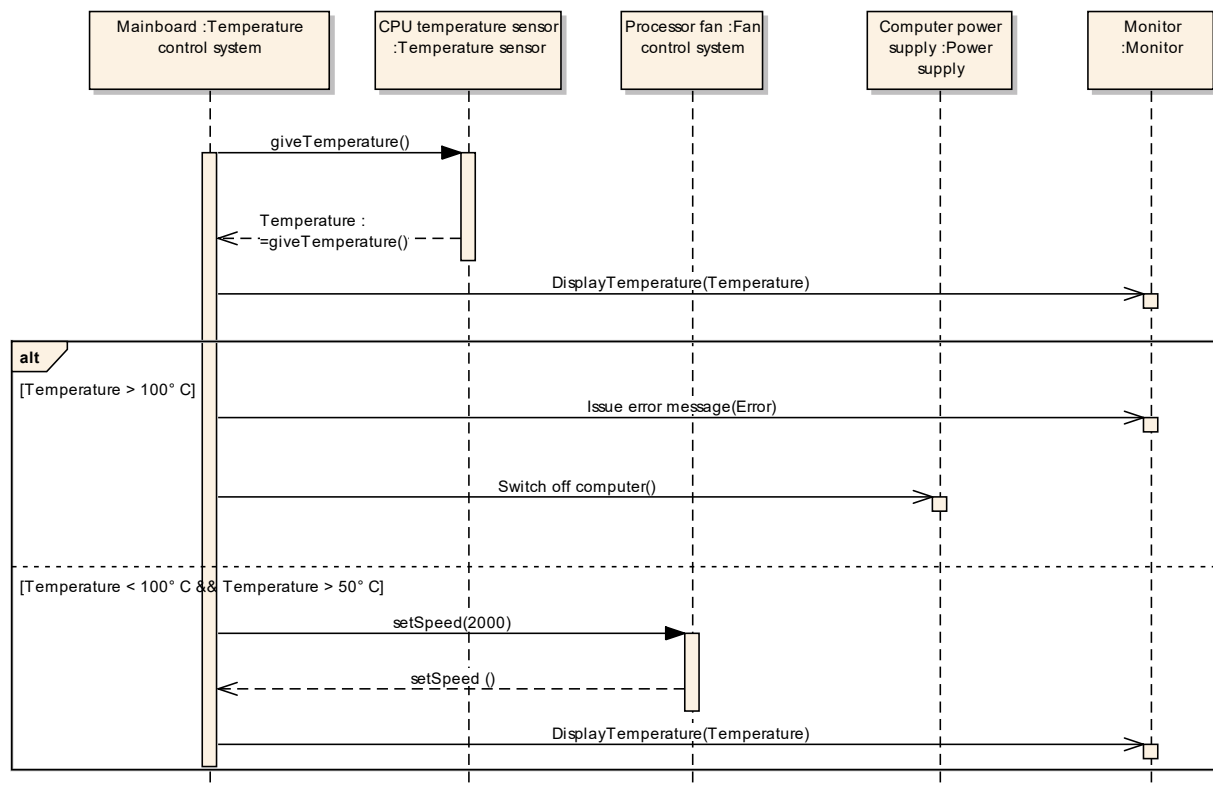 Mainboard :Temperature
control system
CPU temperature sensor
:Temperature sensor
Processor fan :Fan
control system
Computer power
supply :Power
supply
Monitor
:Monitor
giveTemperature()
Temperature :
=giveTemperature()
DisplayTemperature(Temperature)
alt
[Temperature > 100° C]
Issue error message(Error)
Switch off computer()
[Temperature < 100° C && Temperature > 50° C]
setSpeed(2000)
setSpeed ()
DisplayTemperature(Temperature)